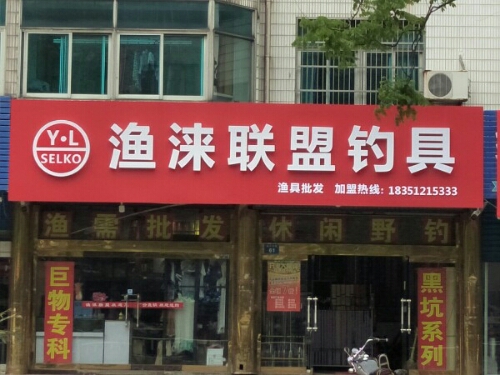 Y·L
SELKO
渔涞联盟钓具
渔具批发 加盟热线: 18351215333
渔需批发 休闲野钓
巨物专科
黑坑系列